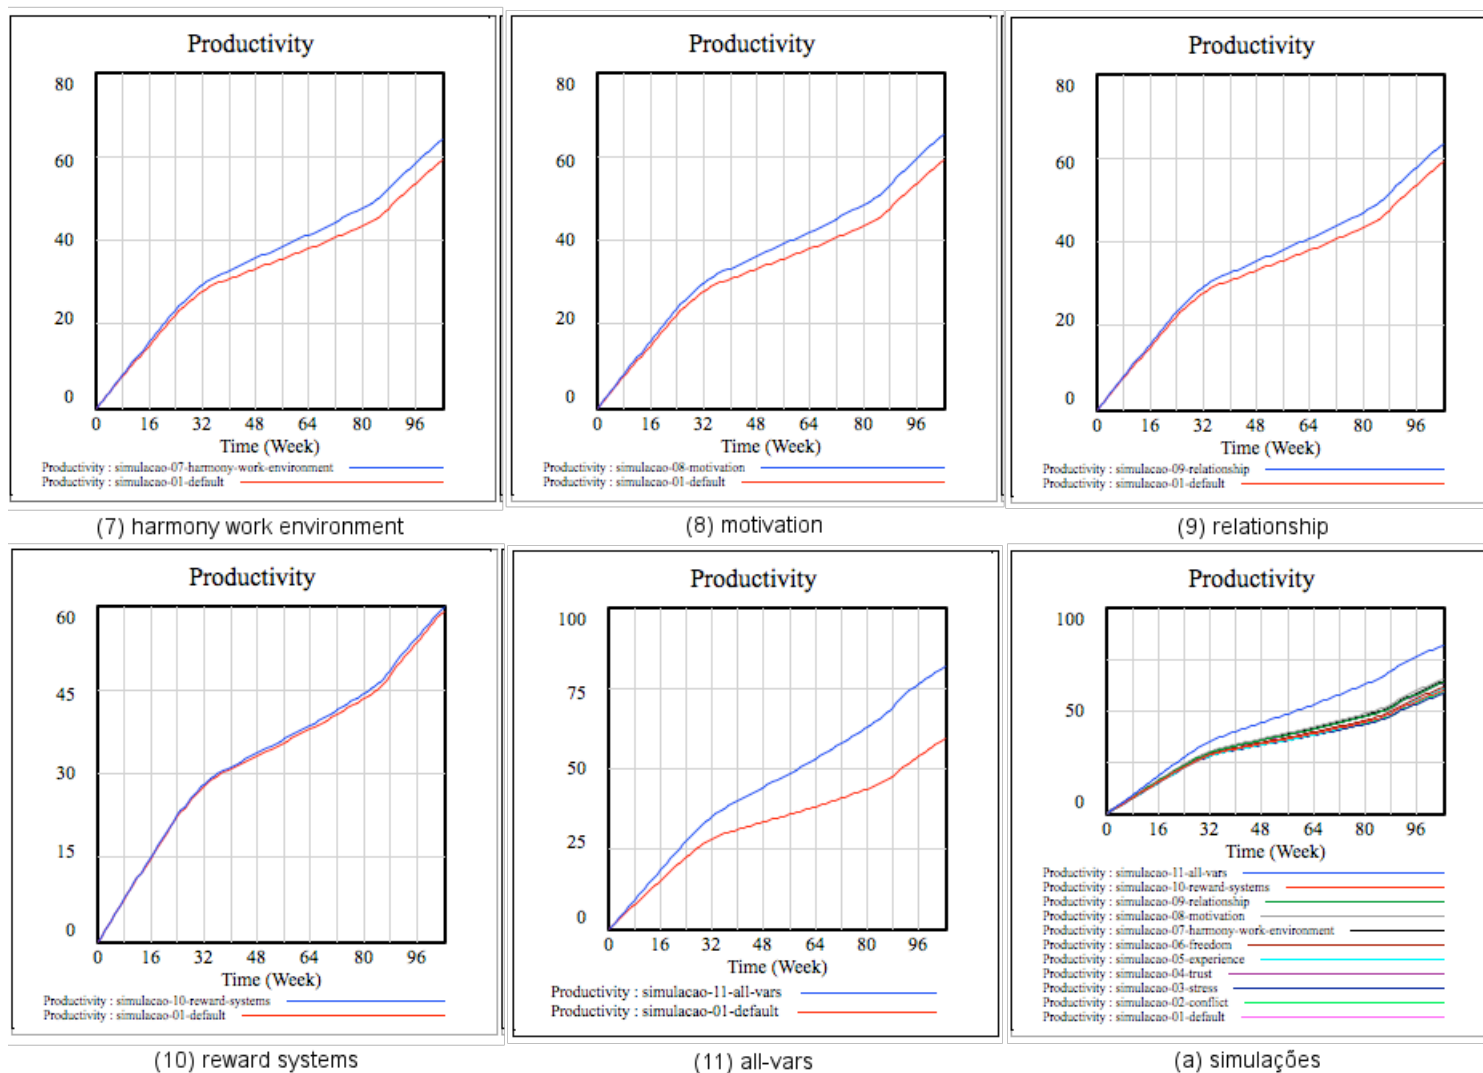 Productivity
80
60
40
20
0
0 16 32 48 64 80 96
Time (Week)
Productivity : simulacao-07-harmony-work-environment
Productivity : simulacao-01-default
(7) harmony work environment
Productivity
80
60
40
20
0
0 16 32 48 64 80 96
Time (Week)
Productivity : simulacao-08-motivation
Productivity : simulacao-01-default
(8) motivation
Productivity
80
60
40
20
0
0 16 32 48 64 80 96
Time (Week)
Productivity : simulacao-09-relationship
Productivity : simulacao-01-default
(9) relationship
Productivity
60
45
30
15
0
0 16 32 48 64 80 96
Time (Week)
Productivity : simulacao-10-reward-systems
Productivity : simulacao-01-default
(10) reward systems
Productivity
100
75
50
25
0
0 16 32 48 64 80 96
Time (Week)
Productivity : simulacao-11-all-vars
Productivity : simulacao-01-default
(11) all-vars
Productivity
100
50
0
0 16 32 48 64 80 96
Time (Week)
Productivity : simulacao-11-all-vars
Productivity : simulacao-10-reward-systems
Productivity : simulacao-09-relationship
Productivity : simulacao-08-motivation
Productivity : simulacao-07-harmony-work-environment
Productivity : simulacao-06-freedom
Productivity : simulacao-05-experience
Productivity : simulacao-04-trust
Productivity : simulacao-03-stress
Productivity : simulacao-02-conflict
Productivity : simulacao-01-default
(a) simulações